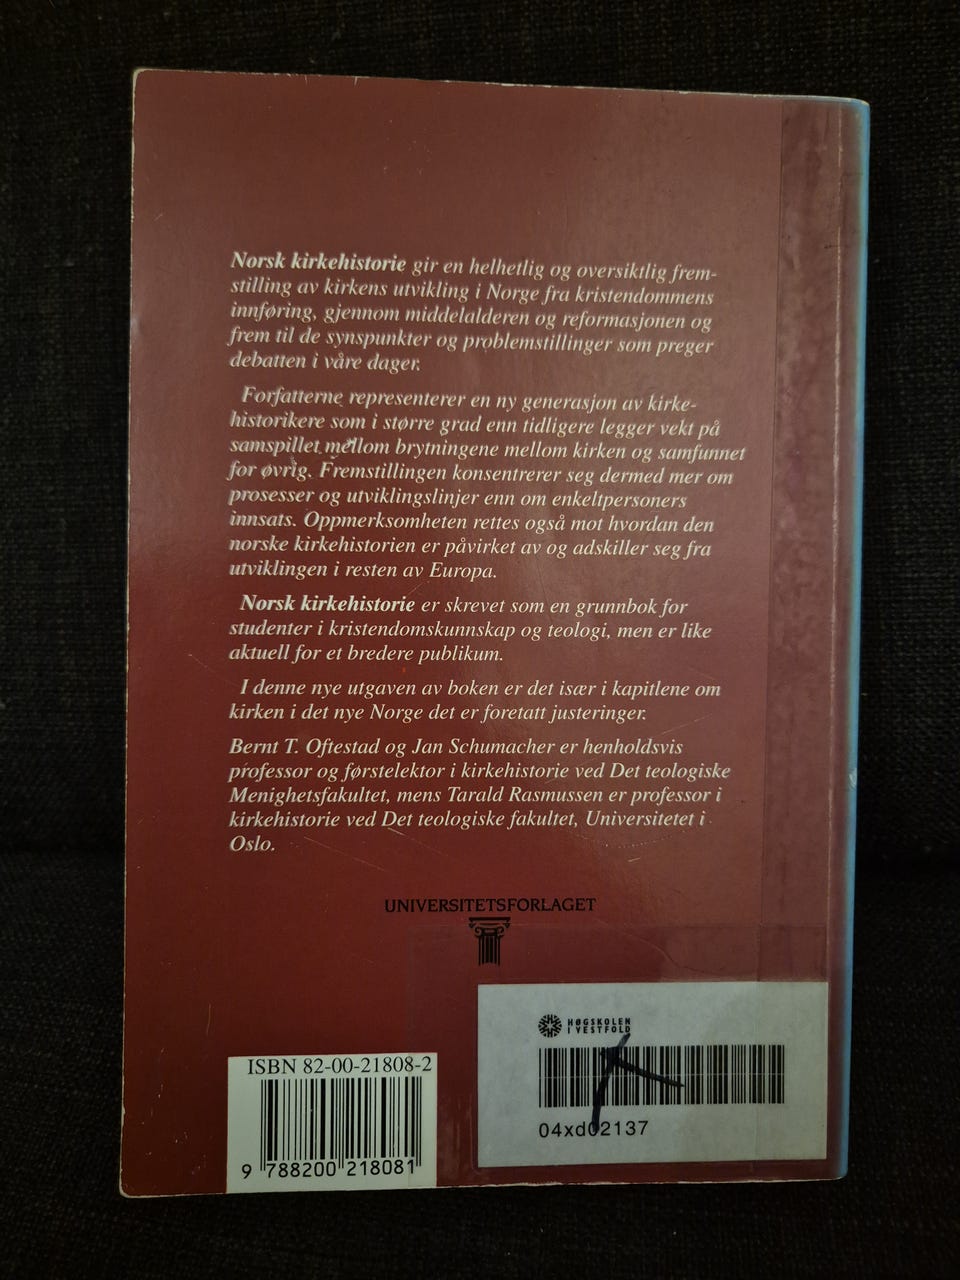 Norsk kirkehistorie gir en helhetlig og oversiktlig frem-
stilling av kirkens utvikling i Norge fra kristendommens
innføring, gjennom middelalderen og reformasjonen og
frem til de synspunkter og problemstillinger som preger
debatten i våre dager.
Forfatterne representerer en ny generasjon av kirke-
historikere som i større grad enn tidligere legger vekt på
samspillet mellom brytningene mellom kirken og samfunnet
for øvrig. Fremstillingen konsentrerer seg dermed mer om
prosesser og utviklingslinjer enn om enkeltpersoners
innsats. Oppmerksomheten rettes også mot hvordan den
norske kirkehistorien er påvirket av og adskiller seg fra
utviklingen i resten av Europa.
Norsk kirkehistorie er skrevet som en grunnbok for
studenter i kristendomskunnskap og teologi, men er like
aktuell for et bredere publikum.
I denne nye utgaven av boken er det især i kapitlene om
kirken i det nye Norge det er foretatt justeringer.
Bernt T. Oftestad og Jan Schumacher er henholdsvis
professor og førstelektor i kirkehistorie ved Det teologiske
Menighetsfakultet, mens Tarald Rasmussen er professor i
kirkehistorie ved Det teologiske fakultet, Universitetet i
Oslo.
UNIVERSITETSFORLAGET
HØGSKOLEN
I VESTFOLD
04xd02137
ISBN 82-00-21808-2
9 788200 218081